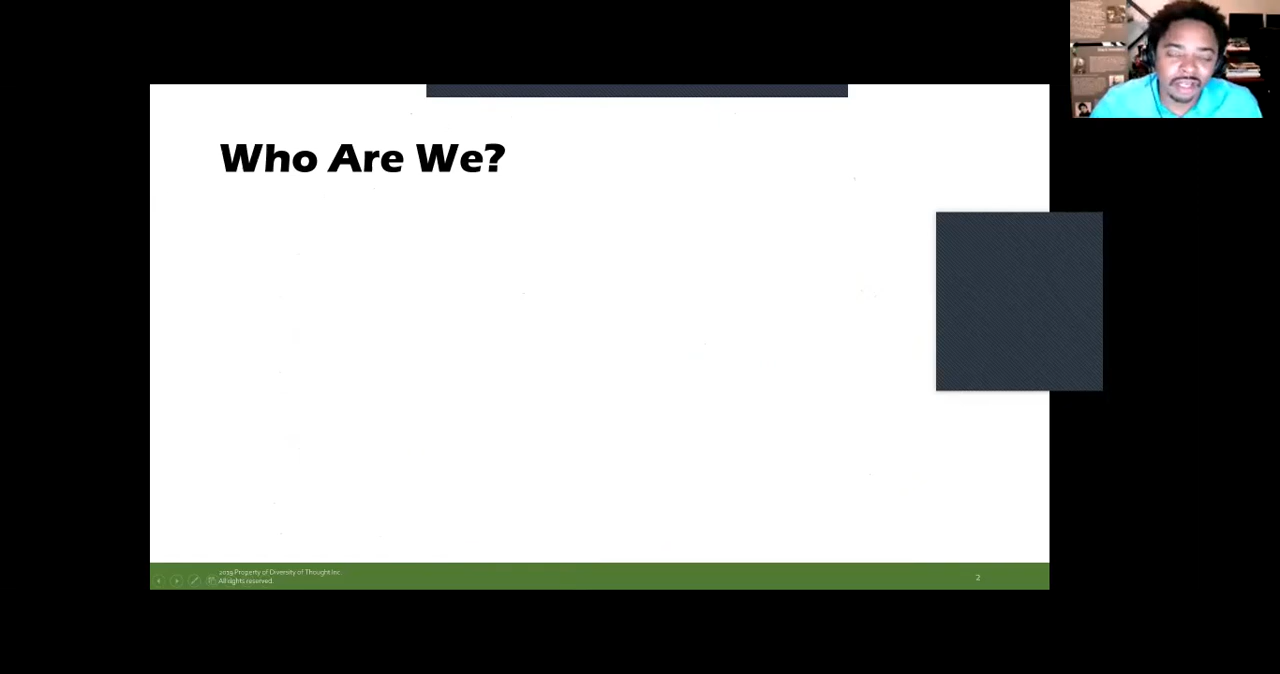 Who Are We?
2019 Property of Diversity of Thought Inc.
All rights reserved.
2